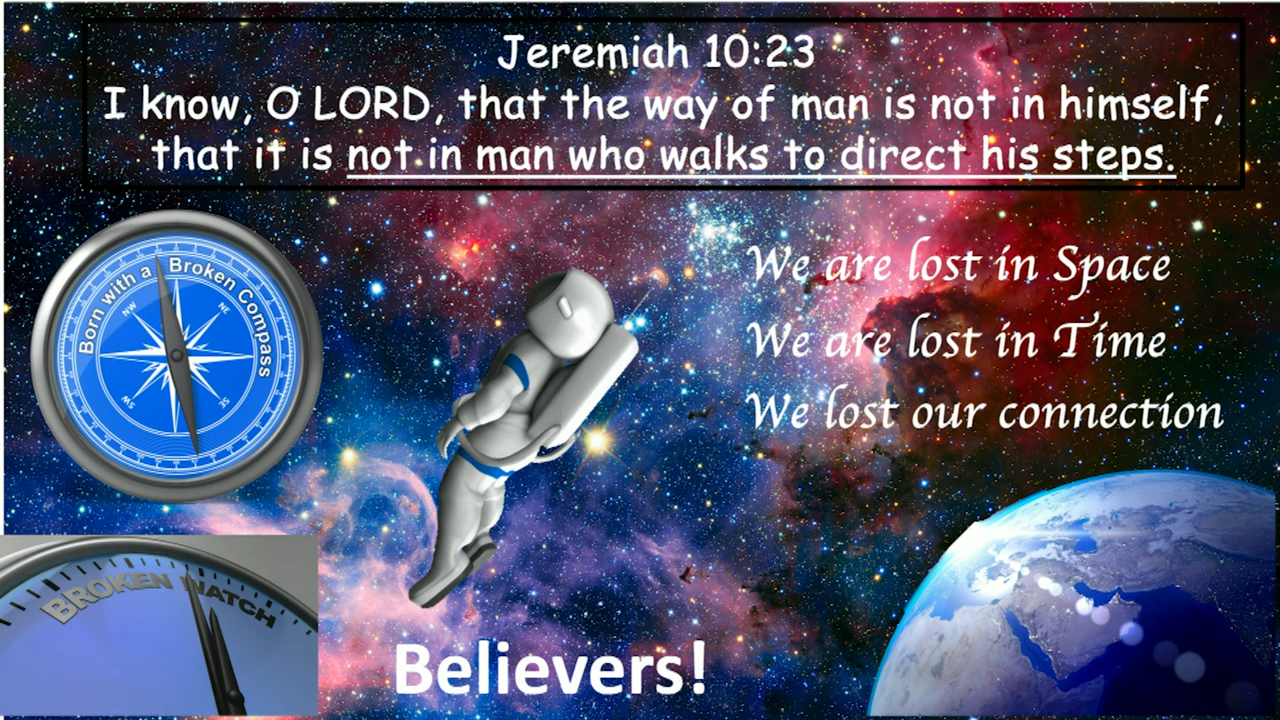 Jeremiah 10:23
I know, O LORD, that the way of man is not in himself,
that it is not in man who walks to direct his steps.
Born with a Broken Compass
NW
NE
SW
SE
We are lost in Space
We are lost in Time
We lost our connection
BROKEN WATCH
Believers!